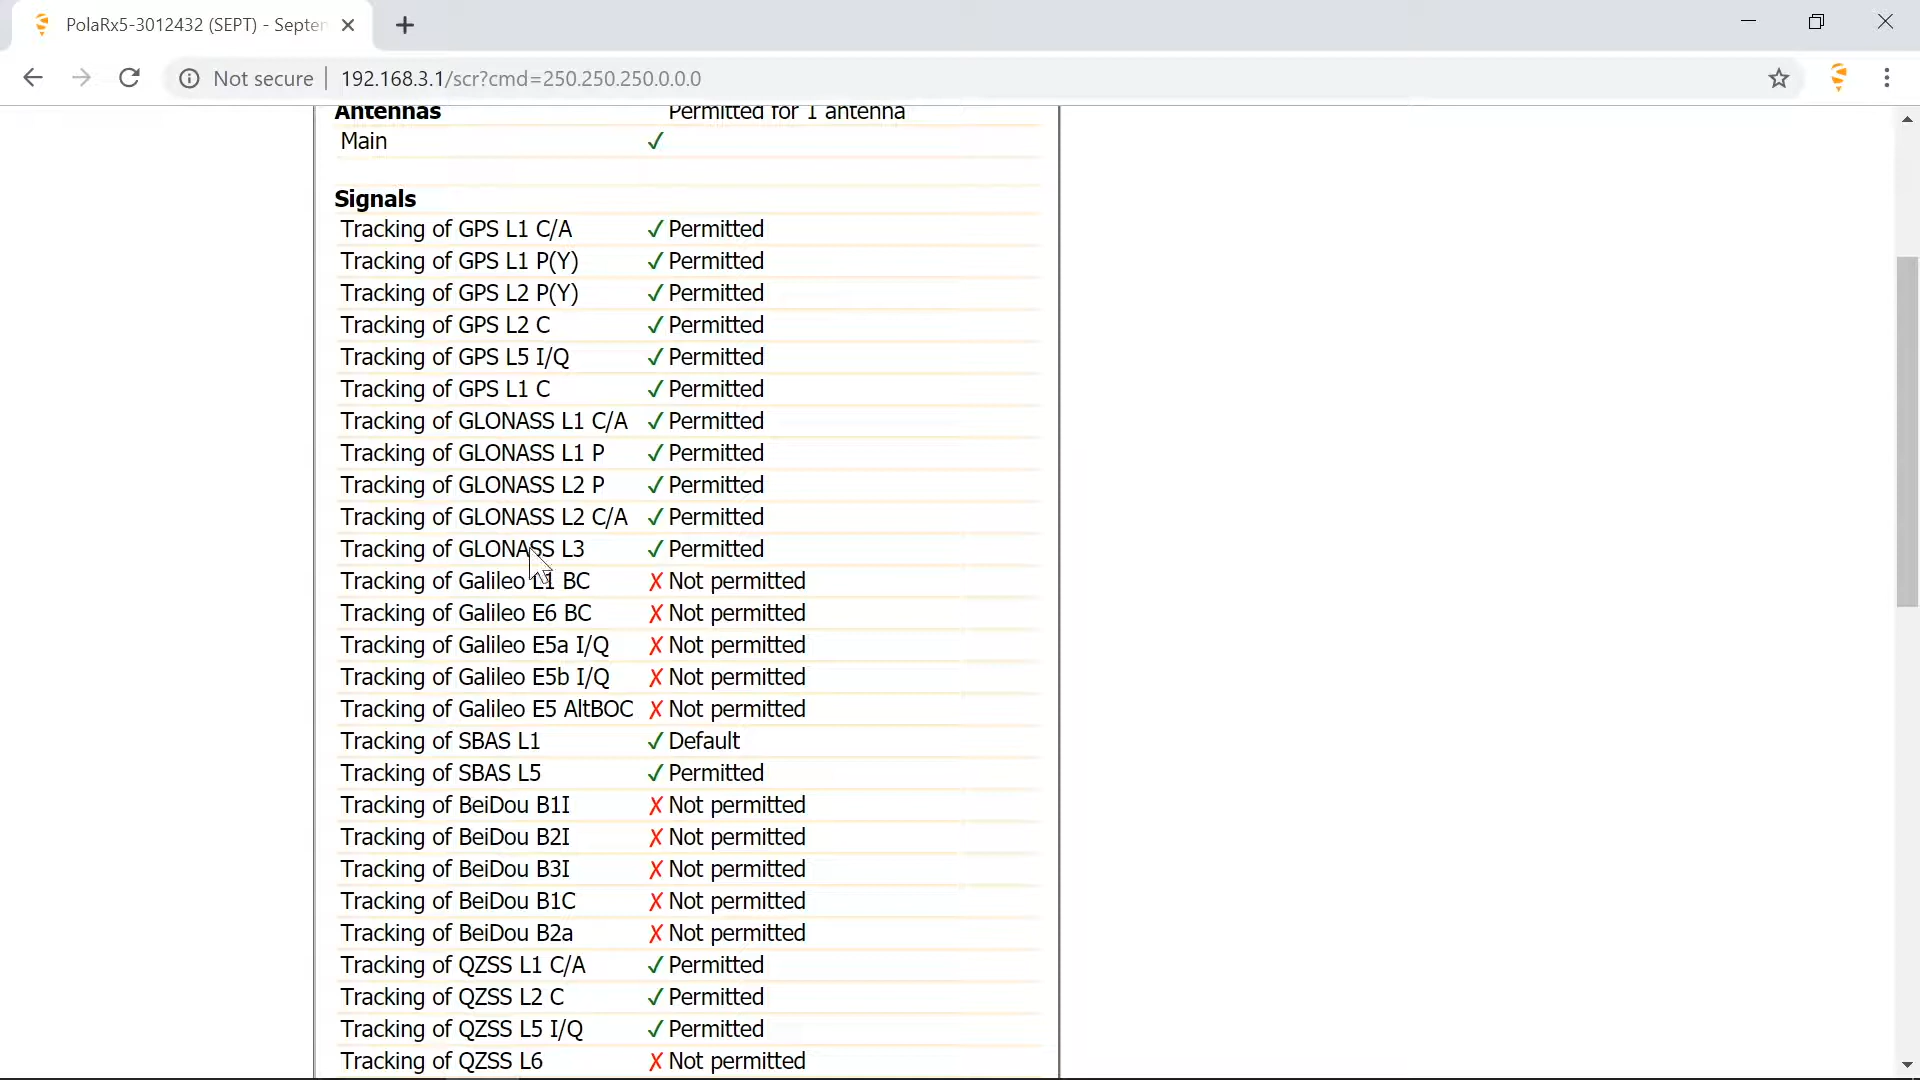 PolaRx5-3012432 (SEPT) - Septen
Not secure | 192.168.3.1/scr?cmd=250.250.250.0.0.0
Antennas Permitted for 1 antenna
Main ✓
Signals
Tracking of GPS L1 C/A ✓ Permitted
Tracking of GPS L1 P(Y) ✓ Permitted
Tracking of GPS L2 P(Y) ✓ Permitted
Tracking of GPS L2 C ✓ Permitted
Tracking of GPS L5 I/Q ✓ Permitted
Tracking of GPS L1 C ✓ Permitted
Tracking of GLONASS L1 C/A ✓ Permitted
Tracking of GLONASS L1 P ✓ Permitted
Tracking of GLONASS L2 P ✓ Permitted
Tracking of GLONASS L2 C/A ✓ Permitted
Tracking of GLONASS L3 ✓ Permitted
Tracking of Galileo L1 BC ✗ Not permitted
Tracking of Galileo E6 BC ✗ Not permitted
Tracking of Galileo E5a I/Q ✗ Not permitted
Tracking of Galileo E5b I/Q ✗ Not permitted
Tracking of Galileo E5 AltBOC ✗ Not permitted
Tracking of SBAS L1 ✓ Default
Tracking of SBAS L5 ✓ Permitted
Tracking of BeiDou B1I ✗ Not permitted
Tracking of BeiDou B2I ✗ Not permitted
Tracking of BeiDou B3I ✗ Not permitted
Tracking of BeiDou B1C ✗ Not permitted
Tracking of BeiDou B2a ✗ Not permitted
Tracking of QZSS L1 C/A ✓ Permitted
Tracking of QZSS L2 C ✓ Permitted
Tracking of QZSS L5 I/Q ✓ Permitted
Tracking of QZSS L6 ✗ Not permitted